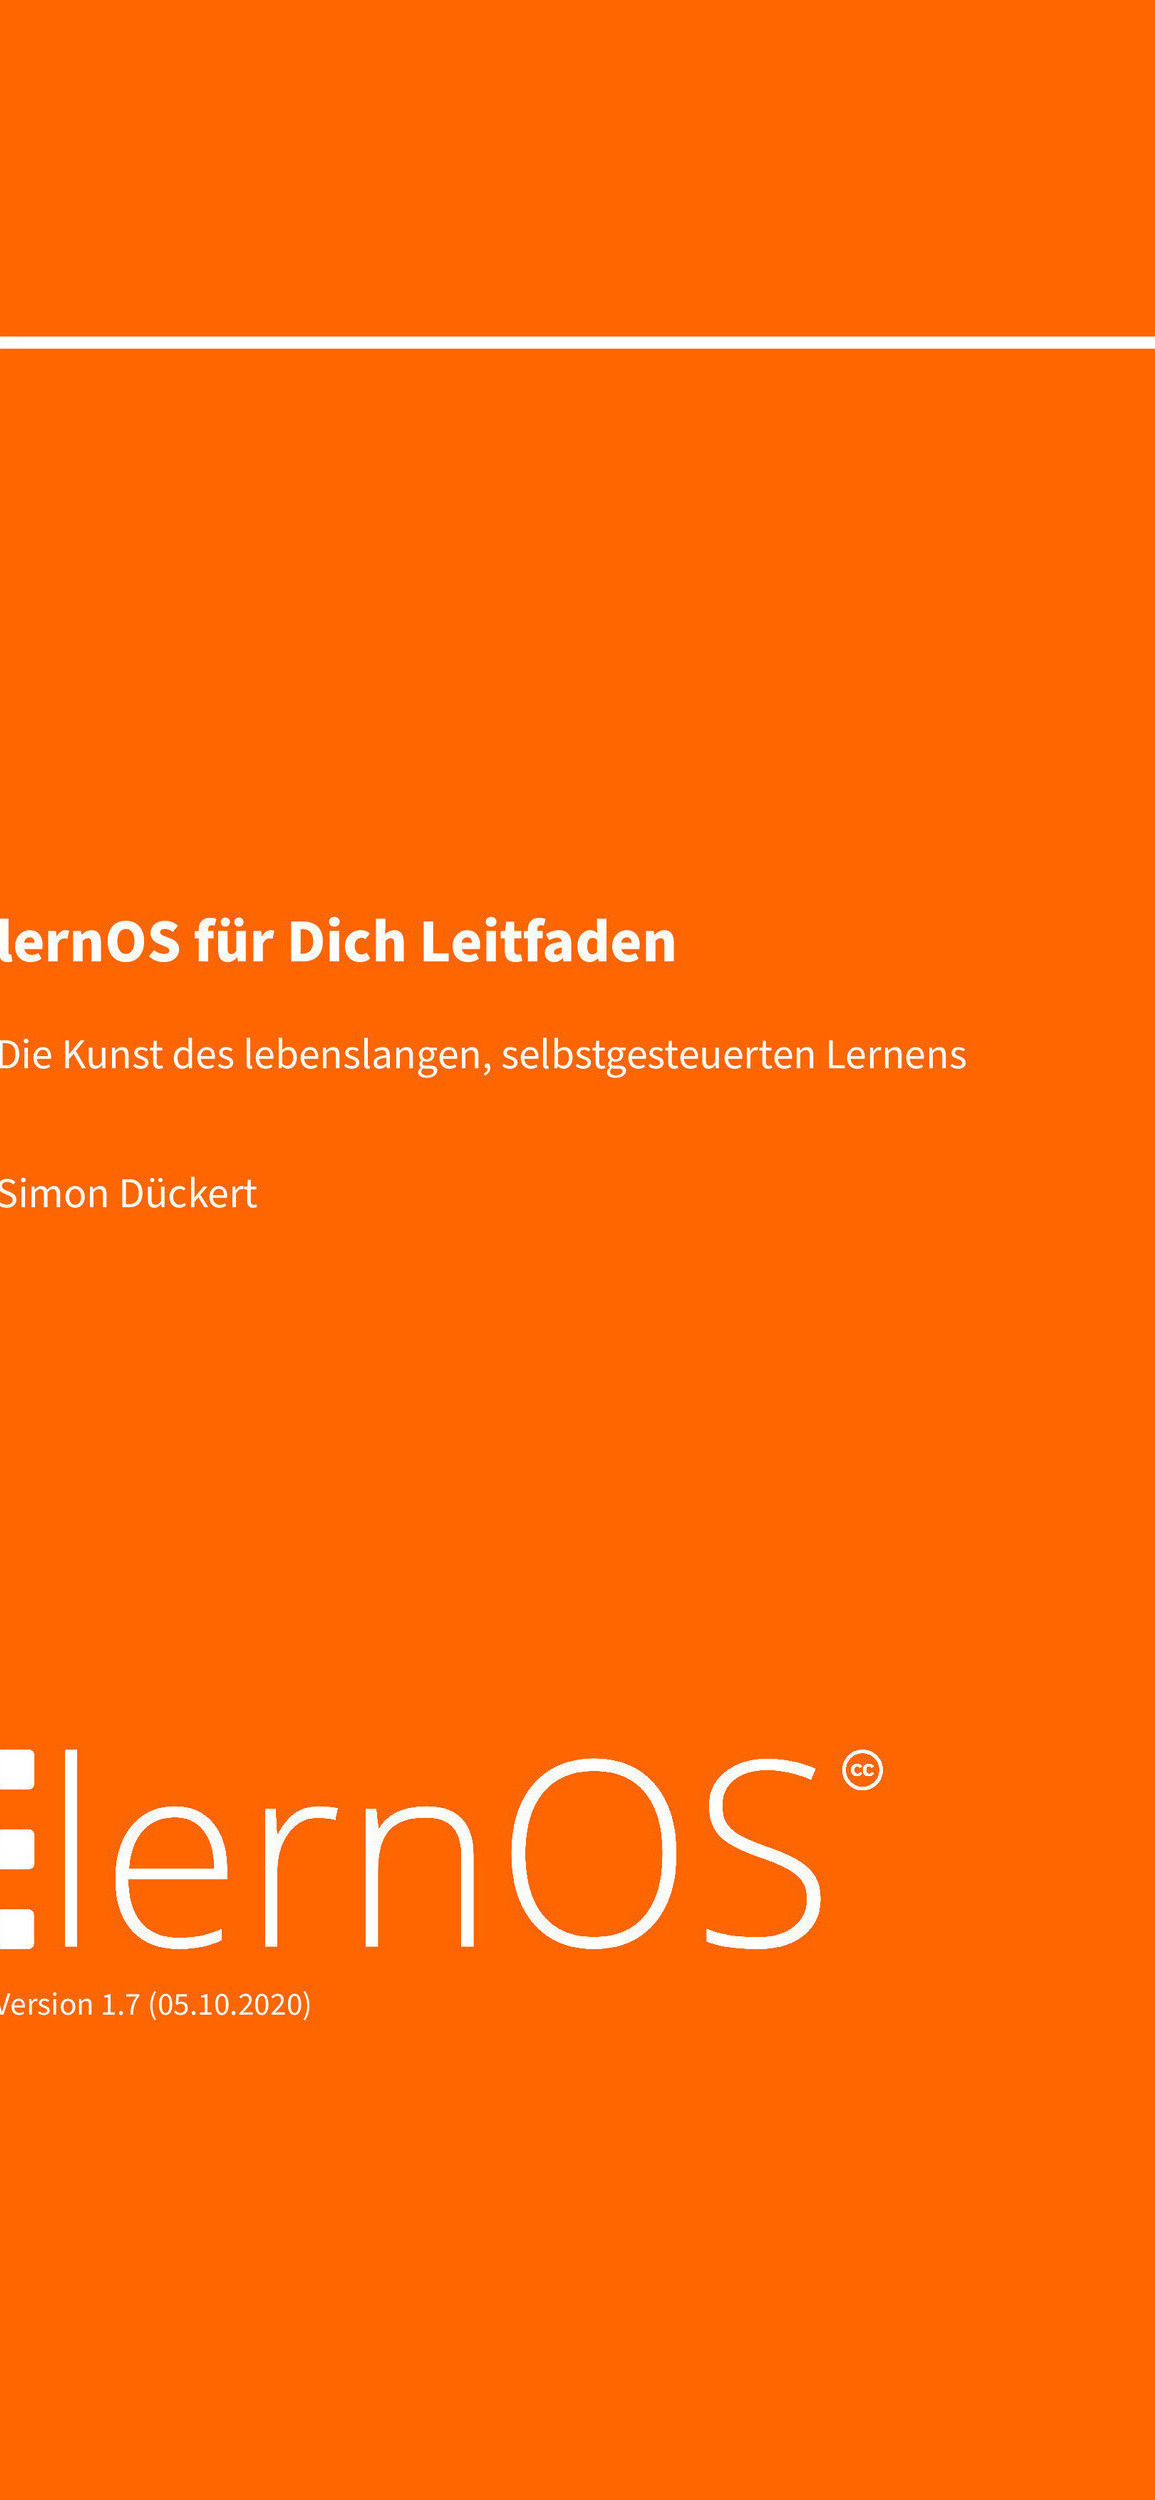 lernOS für Dich Leitfaden
Die Kunst des lebenslangen, selbstgesteuerten Lernens
Simon Dückert
lernOS cc
Version 1.7 (05.10.2020)